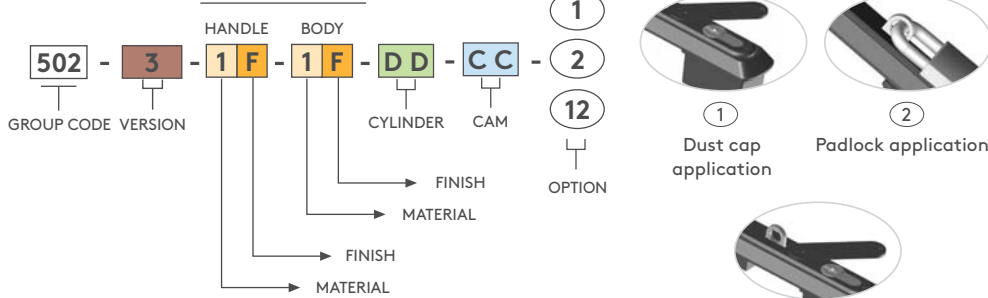 HANDLE BODY
502 - 3 - 1 F - 1 F - D D - C C -
1
2
12
GROUP CODE VERSION
CYLINDER
CAM
OPTION
FINISH
MATERIAL
FINISH
MATERIAL
1
Dust cap
application
2
Padlock application